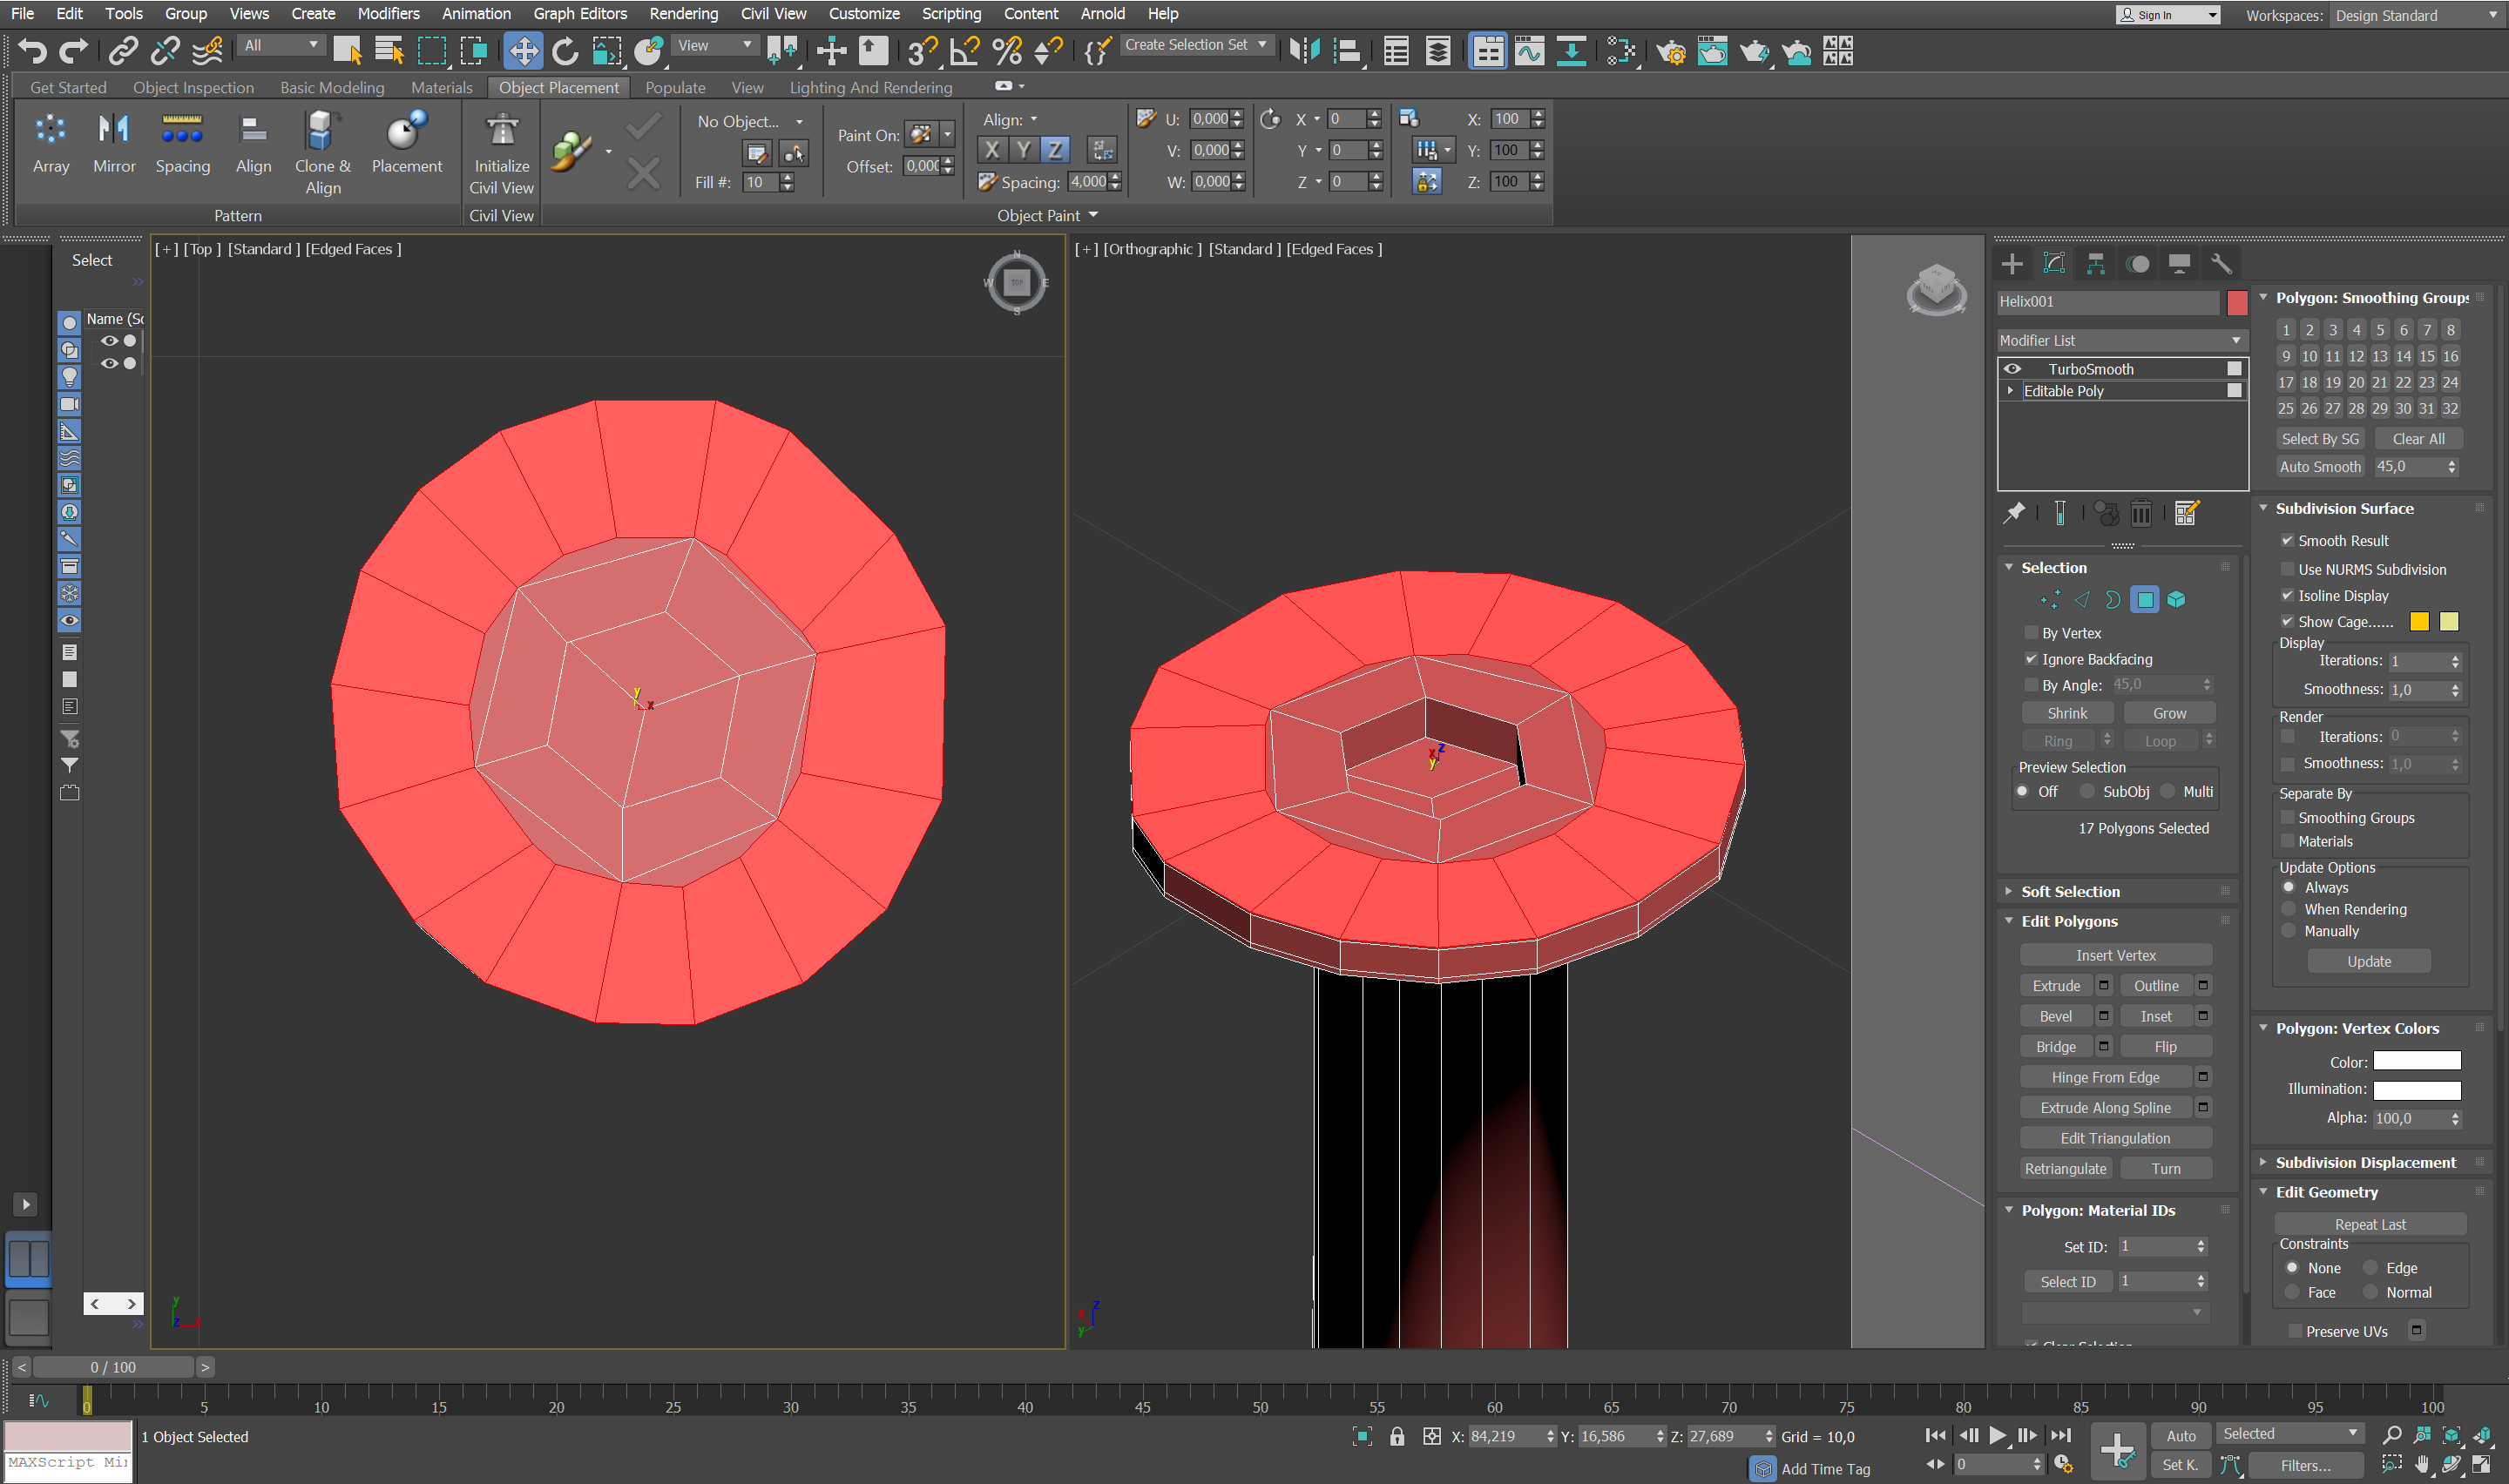 File Edit Tools Group Views Create Modifiers Animation Graph Editors Rendering Civil View Customize Scripting Content Arnold Help
Sign In
Workspaces: Design Standard
All
View
Create Selection Set
Get Started Object Inspection Basic Modeling Materials Object Placement Populate View Lighting And Rendering
Array
Mirror
Spacing
Align
Clone &
Align
Placement
Pattern
Initialize
Civil View
Civil View
No Object...
Fill #: 10
Paint On:
Offset: 0,000
Align:
X Y Z
Spacing: 4,000
U: 0,000
V: 0,000
W: 0,000
X 0
Y 0
Z 0
X: 100
Y: 100
Z: 100
Object Paint
Select
Name (Sc
[+] [Top ] [Standard ] [Edged Faces ]
N
W TOP E
S
y
x
y
z x
[+] [Orthographic ] [Standard ] [Edged Faces ]
x z
y
z
x
y
Helix001
Modifier List
TurboSmooth
Editable Poly
Selection
By Vertex
Ignore Backfacing
By Angle: 45,0
Shrink Grow
Ring Loop
Preview Selection
Off SubObj Multi
17 Polygons Selected
Soft Selection
Edit Polygons
Insert Vertex
Extrude Outline
Bevel Inset
Bridge Flip
Hinge From Edge
Extrude Along Spline
Edit Triangulation
Retriangulate Turn
Polygon: Material IDs
Set ID: 1
Select ID 1
Clear Selection
Polygon: Smoothing Groups
1 2 3 4 5 6 7 8
9 10 11 12 13 14 15 16
17 18 19 20 21 22 23 24
25 26 27 28 29 30 31 32
Select By SG Clear All
Auto Smooth 45,0
Subdivision Surface
Smooth Result
Use NURMS Subdivision
Isoline Display
Show Cage......
Display
Iterations: 1
Smoothness: 1,0
Render
Iterations: 0
Smoothness: 1,0
Separate By
Smoothing Groups
Materials
Update Options
Always
When Rendering
Manually
Update
Polygon: Vertex Colors
Color:
Illumination:
Alpha: 100,0
Subdivision Displacement
Edit Geometry
Repeat Last
Constraints
None Edge
Face Normal
Preserve UVs
< 0 / 100 >
0 5 10 15 20 25 30 35 40 45 50 55 60 65 70 75 80 85 90 95 100
1 Object Selected
MAXScript Mi
X: 84,219 Y: 16,586 Z: 27,689 Grid = 10,0
Add Time Tag
0
Auto Selected
Set K. Filters...